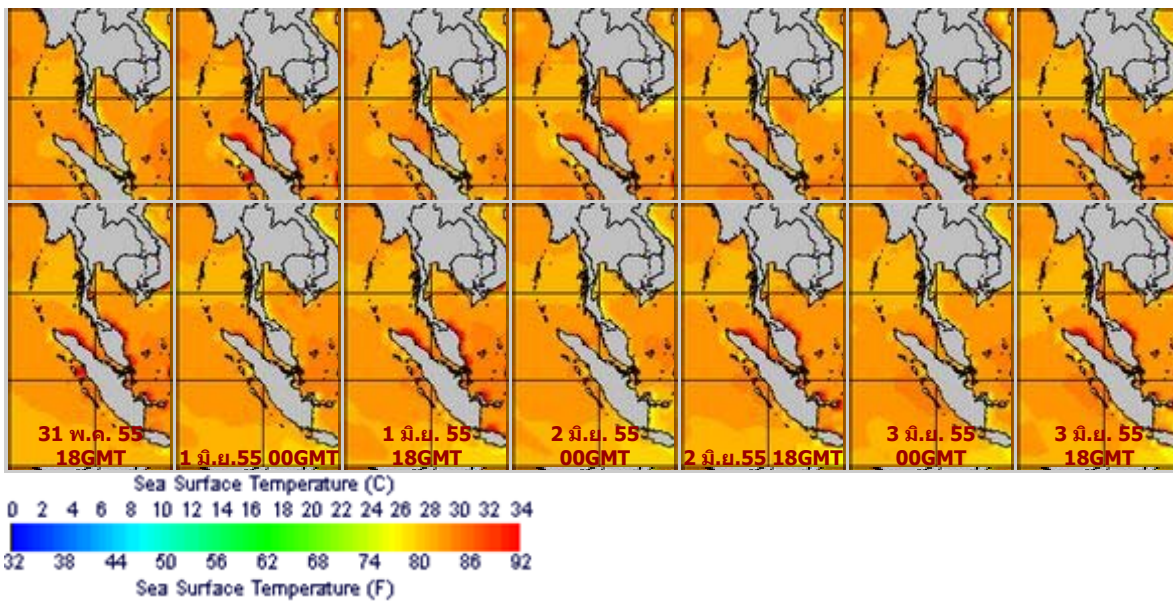 31 พ.ค. 55
18GMT
1 มิ.ย.55 00GMT
1 มิ.ย. 55
18GMT
2 มิ.ย. 55
00GMT
2 มิ.ย.55 18GMT
3 มิ.ย. 55
00GMT
3 มิ.ย. 55
18GMT
Sea Surface Temperature (C)
0 2 4 6 8 10 12 14 16 18 20 22 24 26 28 30 32 34
32 38 44 50 56 62 68 74 80 86 92
Sea Surface Temperature (F)